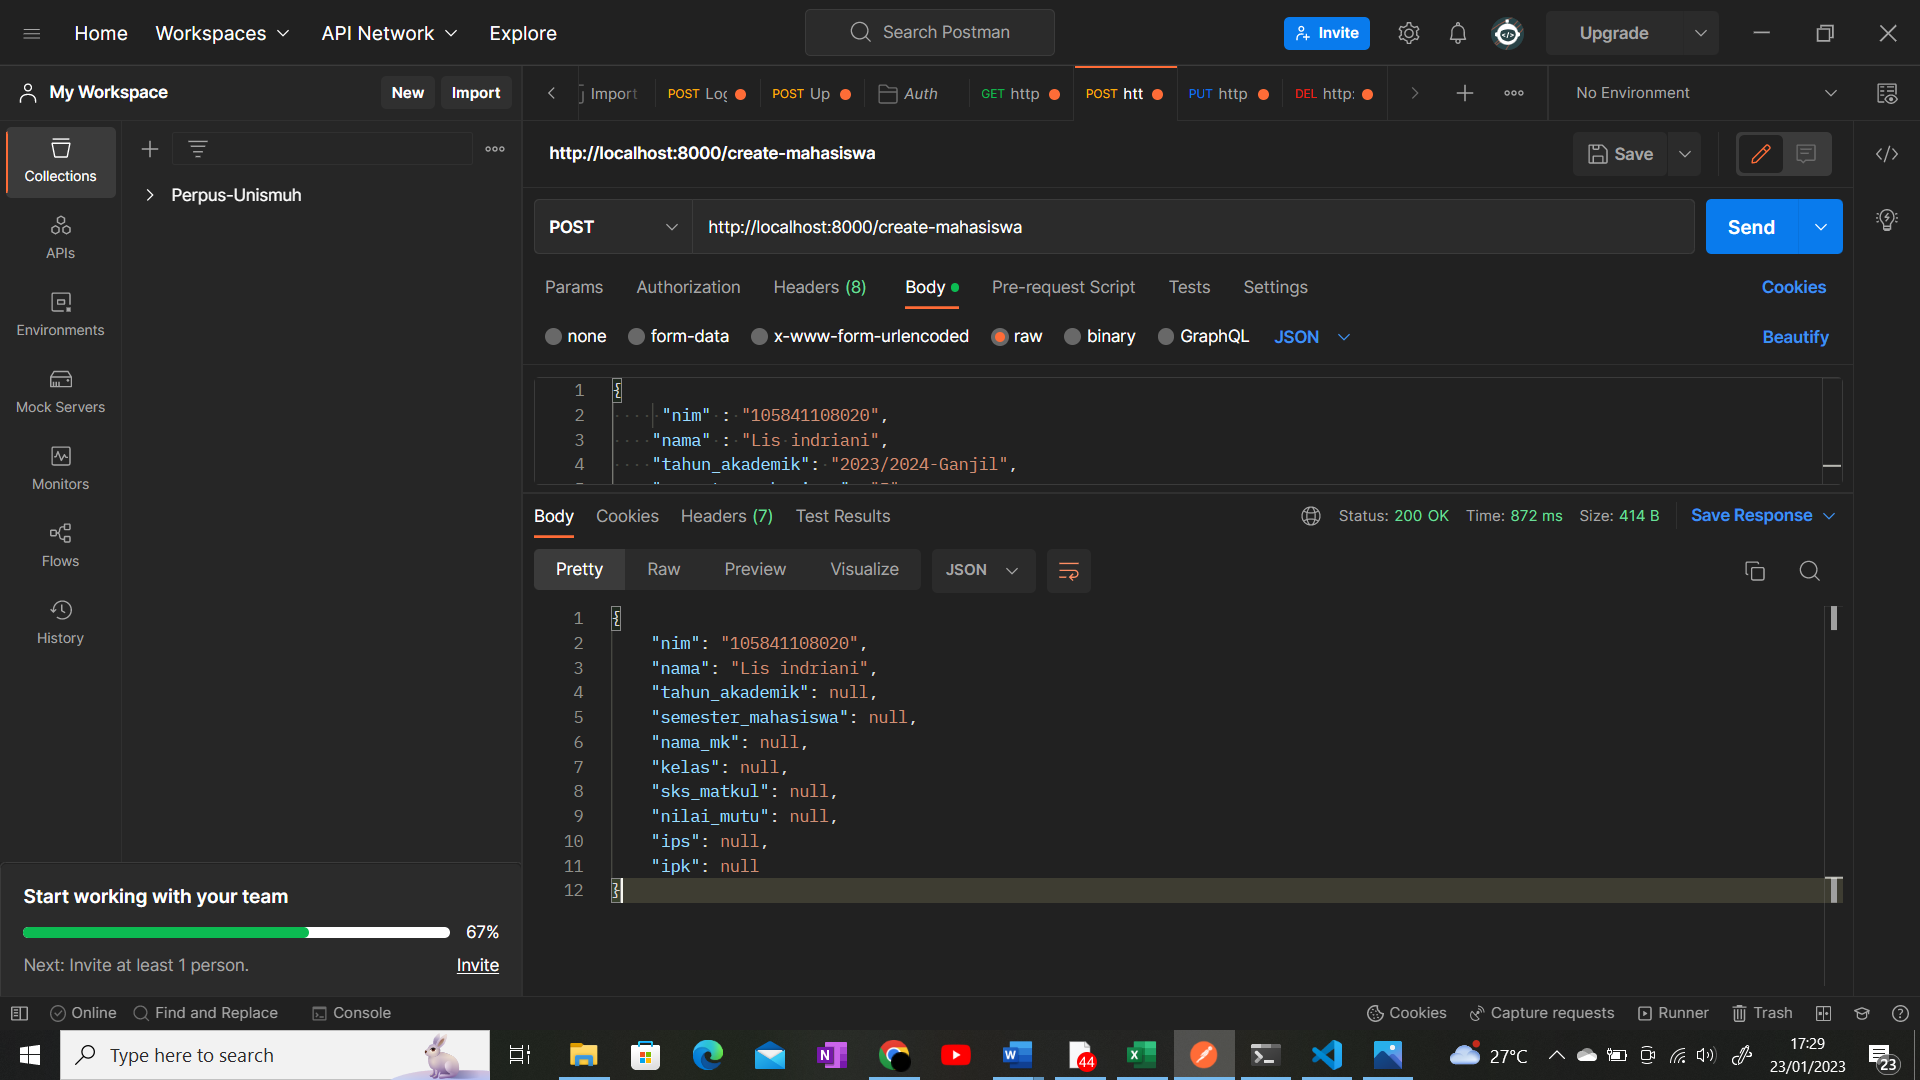 Home
Workspaces
API Network
Explore
Search Postman
Invite
Upgrade
My Workspace
New
Import
Import
POST Log
POST Up
Auth
GET http
POST htt
PUT http
DEL http:
No Environment
Collections
APIs
Environments
Mock Servers
Monitors
Flows
History
Perpus-Unismuh
http://localhost:8000/create-mahasiswa
Save
POST
http://localhost:8000/create-mahasiswa
Send
Params
Authorization
Headers (8)
Body
Pre-request Script
Tests
Settings
Cookies
none
form-data
x-www-form-urlencoded
raw
binary
GraphQL
JSON
Beautify
1 {
2 "nim" : "105841108020",
3 "nama" : "Lis indriani",
4 "tahun_akademik": "2023/2024-Ganjil",
Body
Cookies
Headers (7)
Test Results
Status: 200 OK
Time: 872 ms
Size: 414 B
Save Response
Pretty
Raw
Preview
Visualize
JSON
1 {
2 "nim": "105841108020",
3 "nama": "Lis indriani",
4 "tahun_akademik": null,
5 "semester_mahasiswa": null,
6 "nama_mk": null,
7 "kelas": null,
8 "sks_matkul": null,
9 "nilai_mutu": null,
10 "ips": null,
11 "ipk": null
12 }
Start working with your team
67%
Next: Invite at least 1 person.
Invite
Online
Find and Replace
Console
Cookies
Capture requests
Runner
Trash
Type here to search
44
27°C
17:29
23/01/2023
23